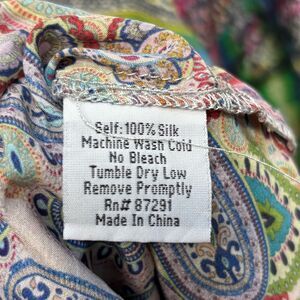 Self: 100% Silk
Machine Wash Cold
No Bleach
Tumble Dry Low
Remove Promptly
Rn# 87291
Made In China